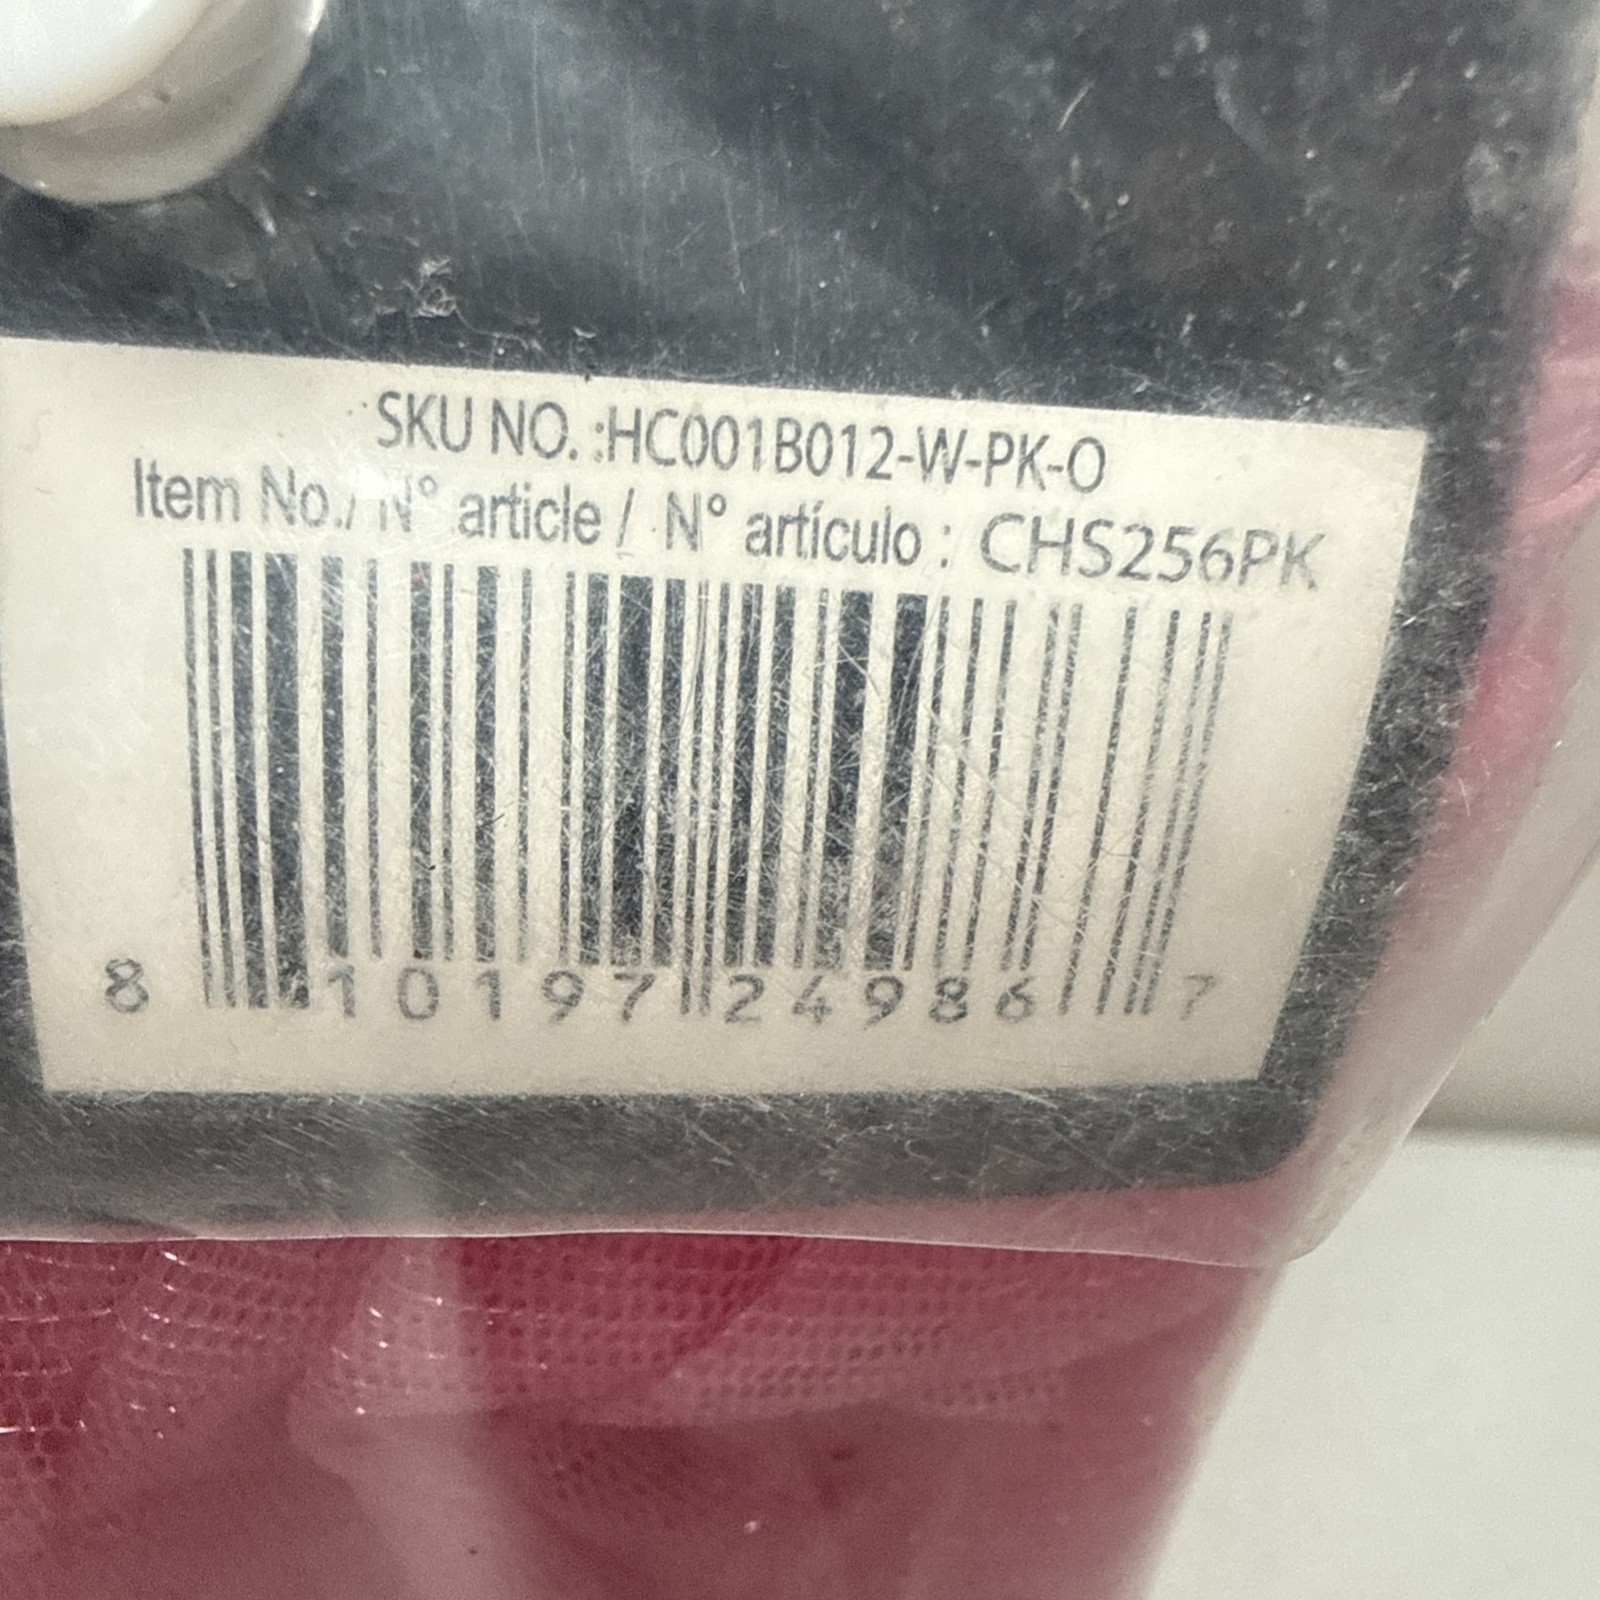 SKU NO. :HC001B012-W-PK-O
Item No./ N° article / N° artículo : CHS256PK
8 10197 24986 7